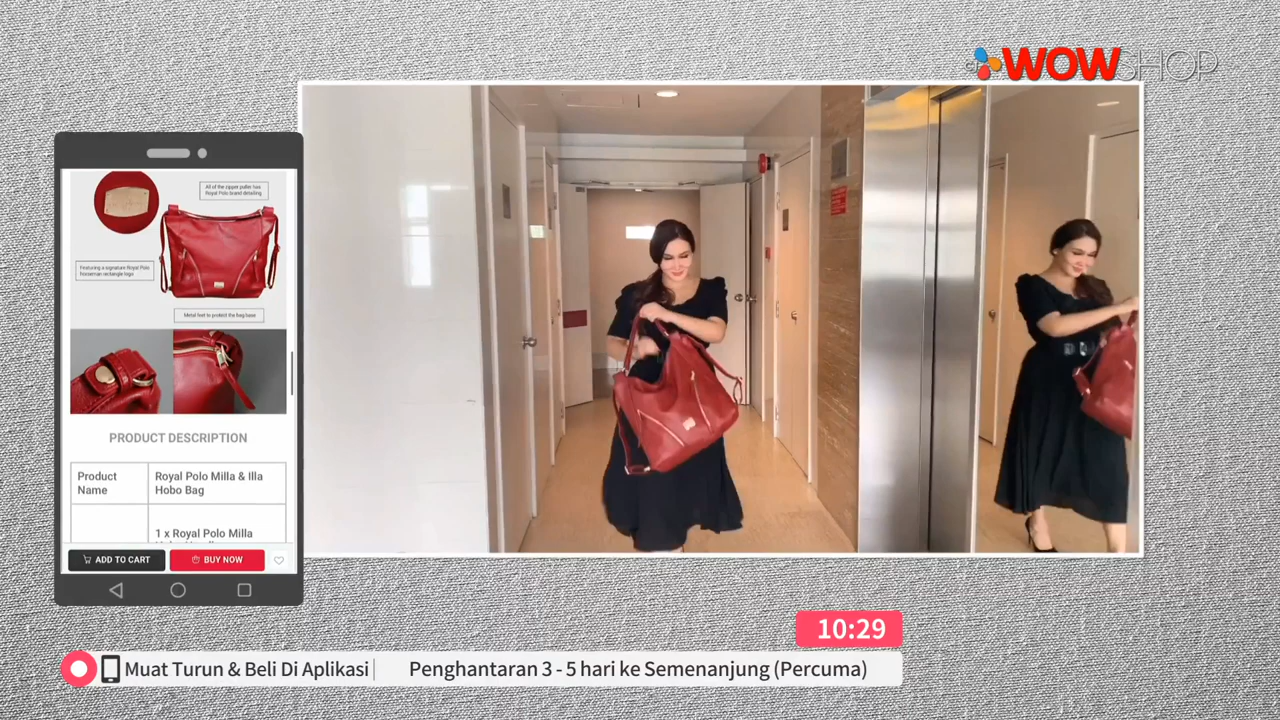 WOWSHOP
All of the zipper puller has
Royal Polo brand detailing
Featuring a signature Royal Polo
horseman rectangle logo
Metal feet to protect the bag base
PRODUCT DESCRIPTION
Product
Name
Royal Polo Milla & Illa
Hobo Bag
1 x Royal Polo Milla
ADD TO CART
BUY NOW
10:29
Muat Turun & Beli Di Aplikasi
Penghantaran 3 - 5 hari ke Semenanjung (Percuma)